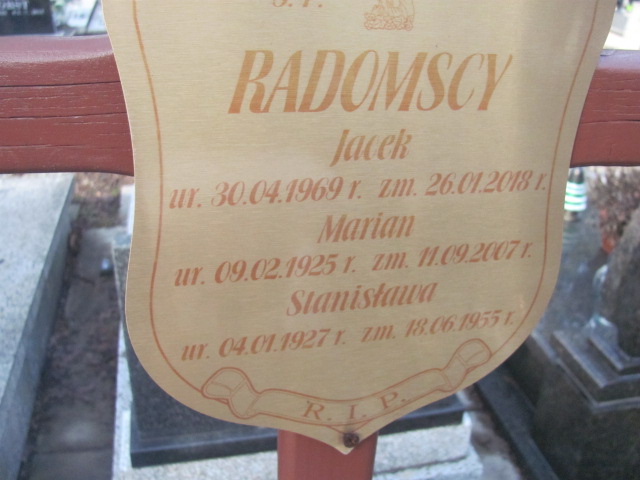 Ś. P.
RADOMSCY
Jacek
ur. 30.04.1969 r. zm. 26.01.2018 r.
Marian
ur. 09.02.1925 r. zm. 11.09.2007 r.
Stanisława
ur. 04.01.1927 r. zm. 18.06.1955 r.
R. I. P.